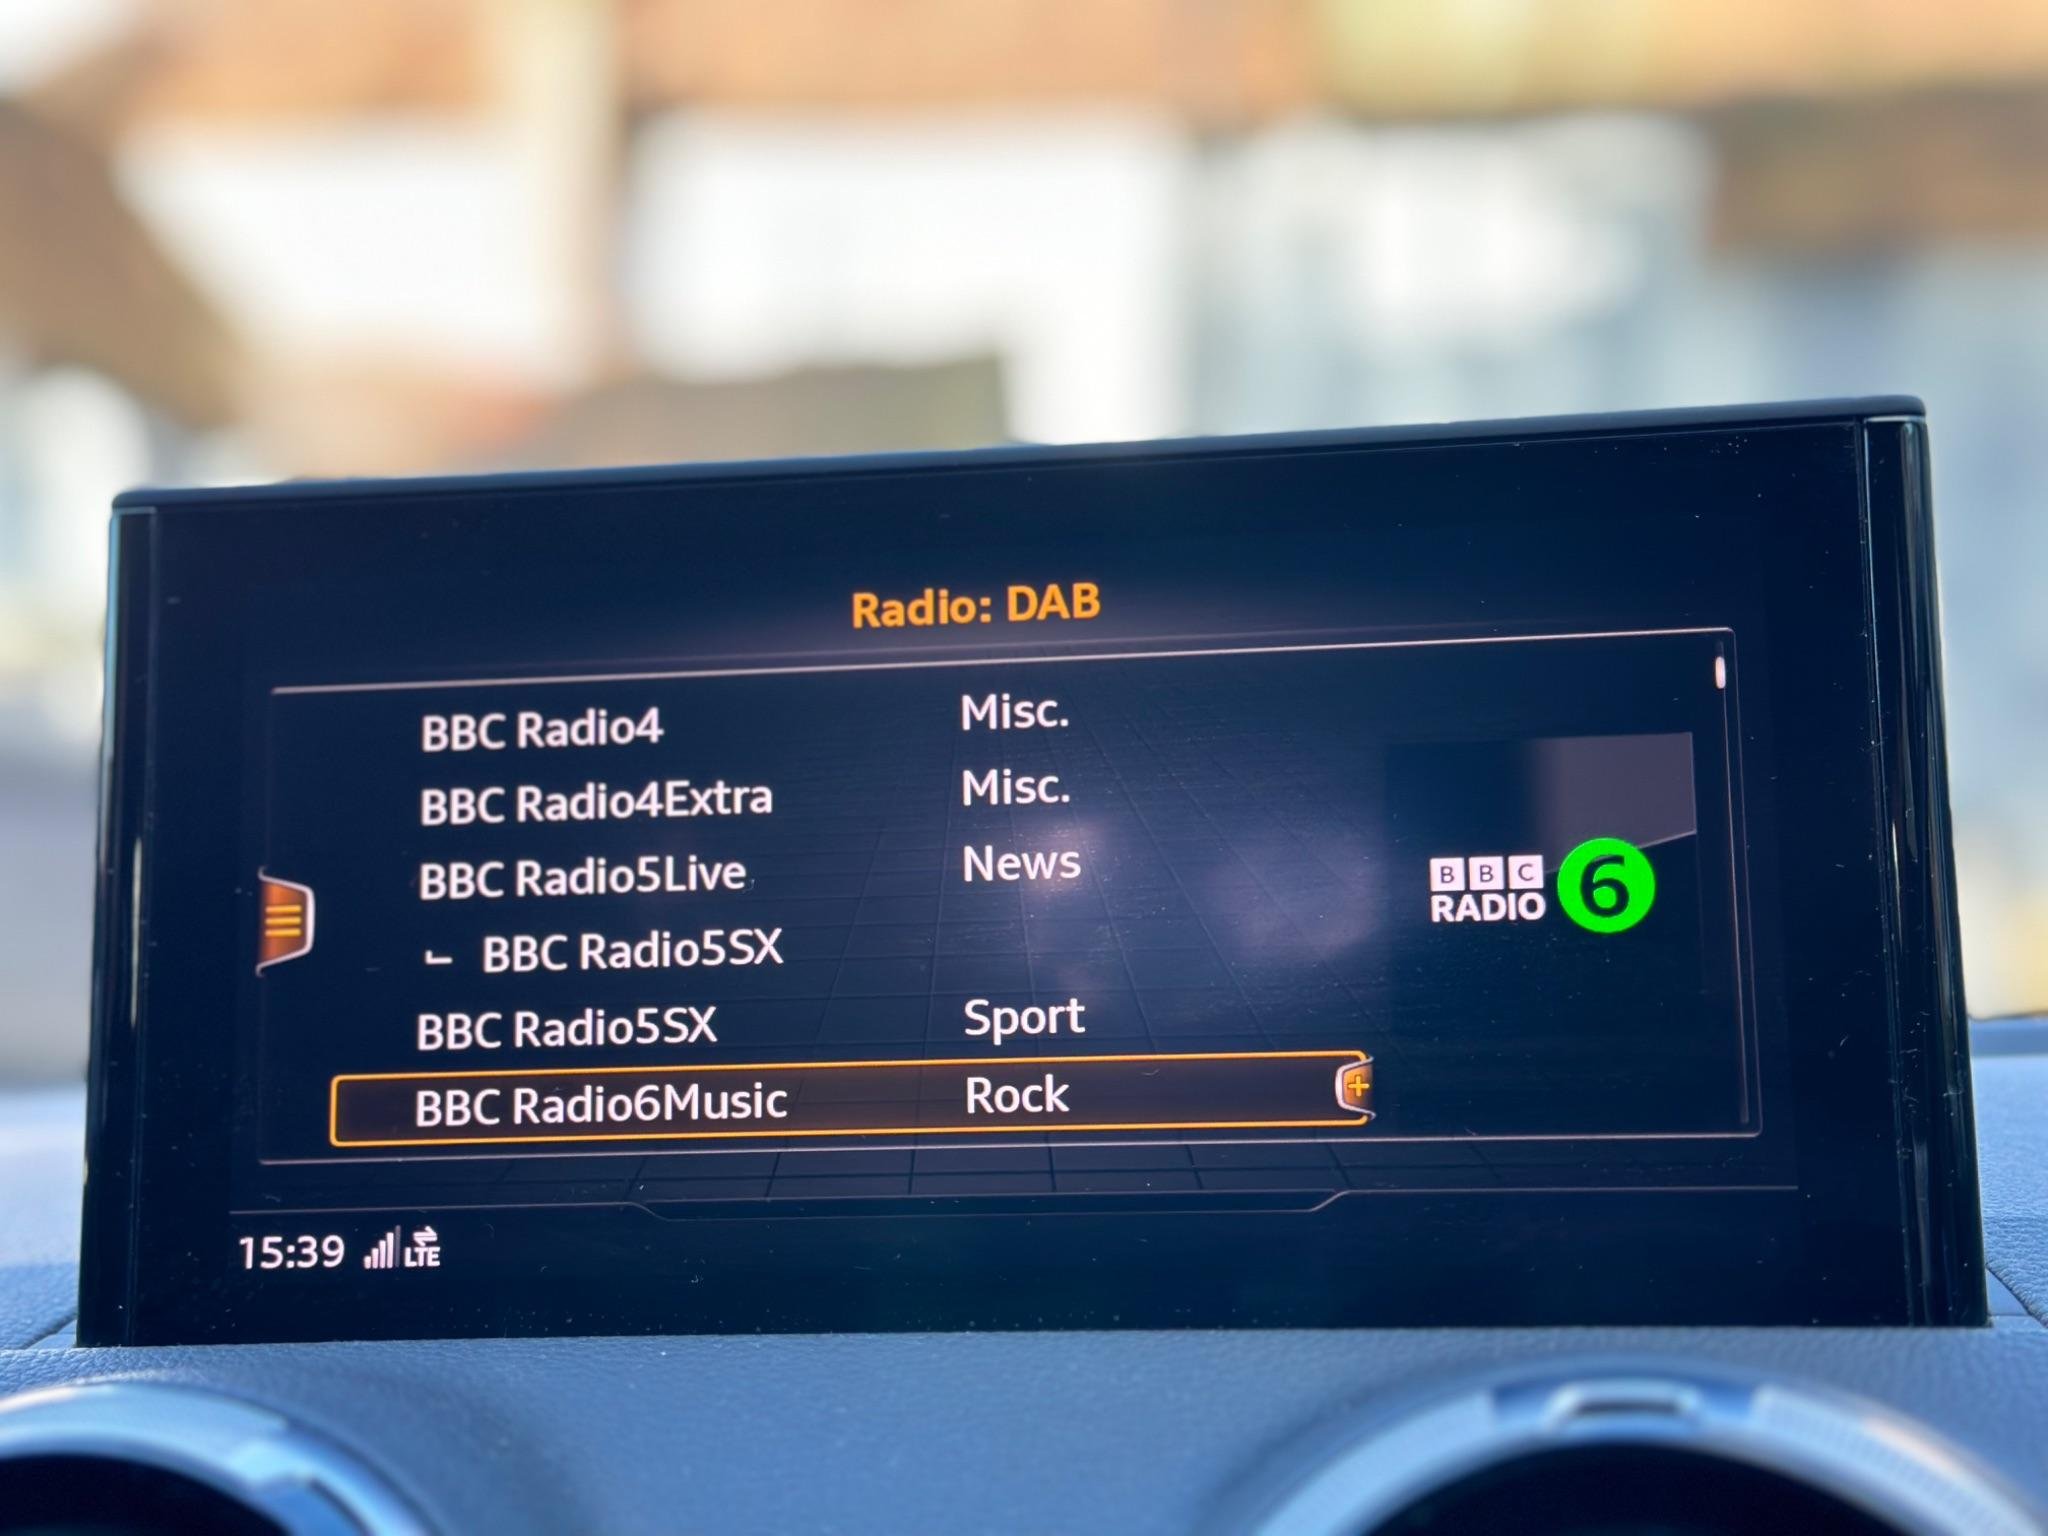 Radio: DAB
BBC Radio4 Misc.
BBC Radio4Extra Misc.
BBC Radio5Live News
BBC Radio5SX
BBC Radio5SX Sport
BBC Radio6Music Rock
BBC
RADIO 6
15:39 LTE